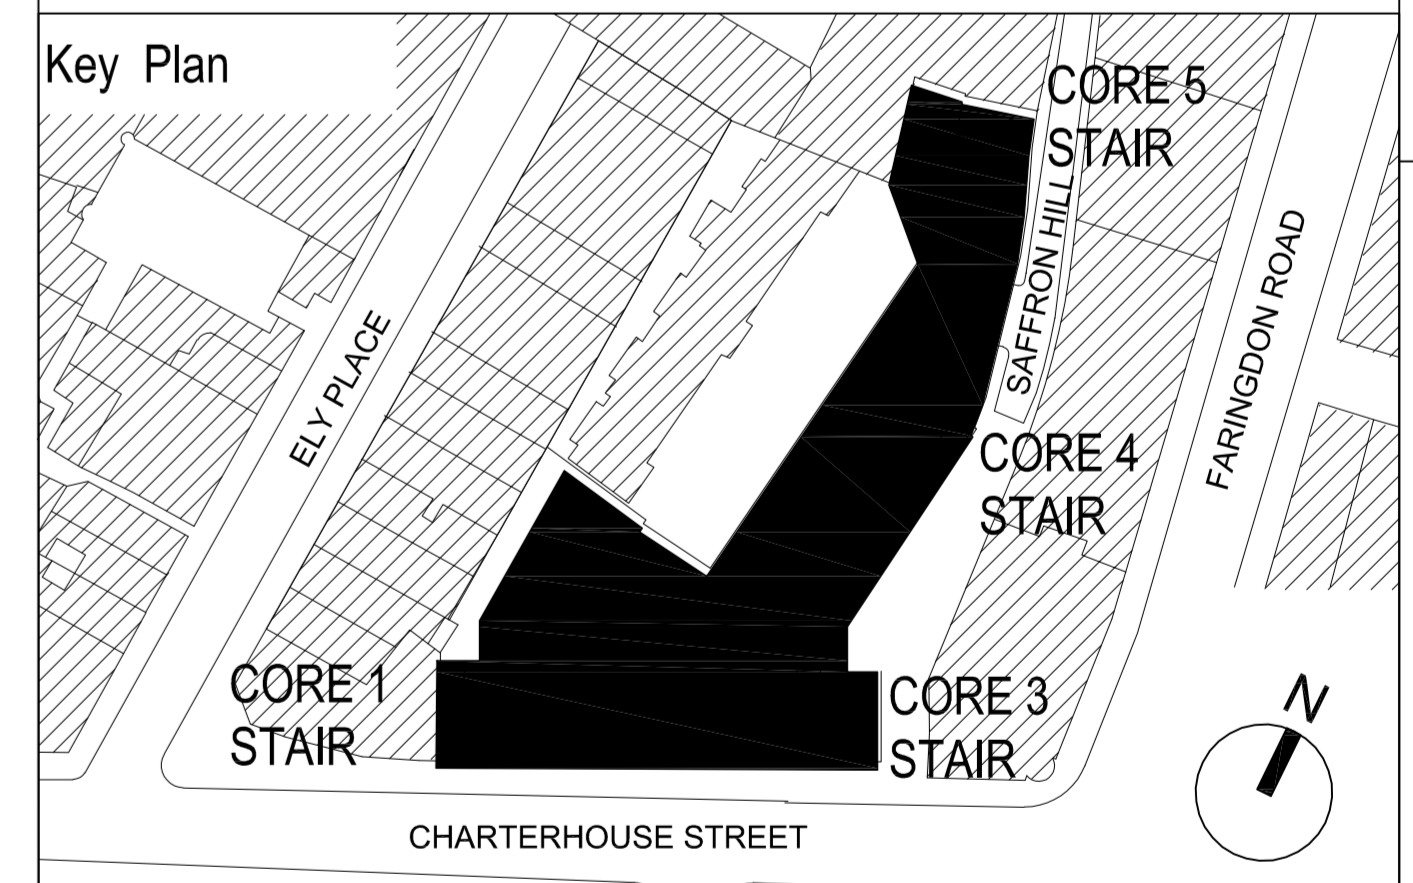 Key Plan
CORE 5
STAIR
SAFFRON HILL
FARINGDON ROAD
ELY PLACE
CORE 4
STAIR
CORE 1
STAIR
CORE 3
STAIR
N
CHARTERHOUSE STREET